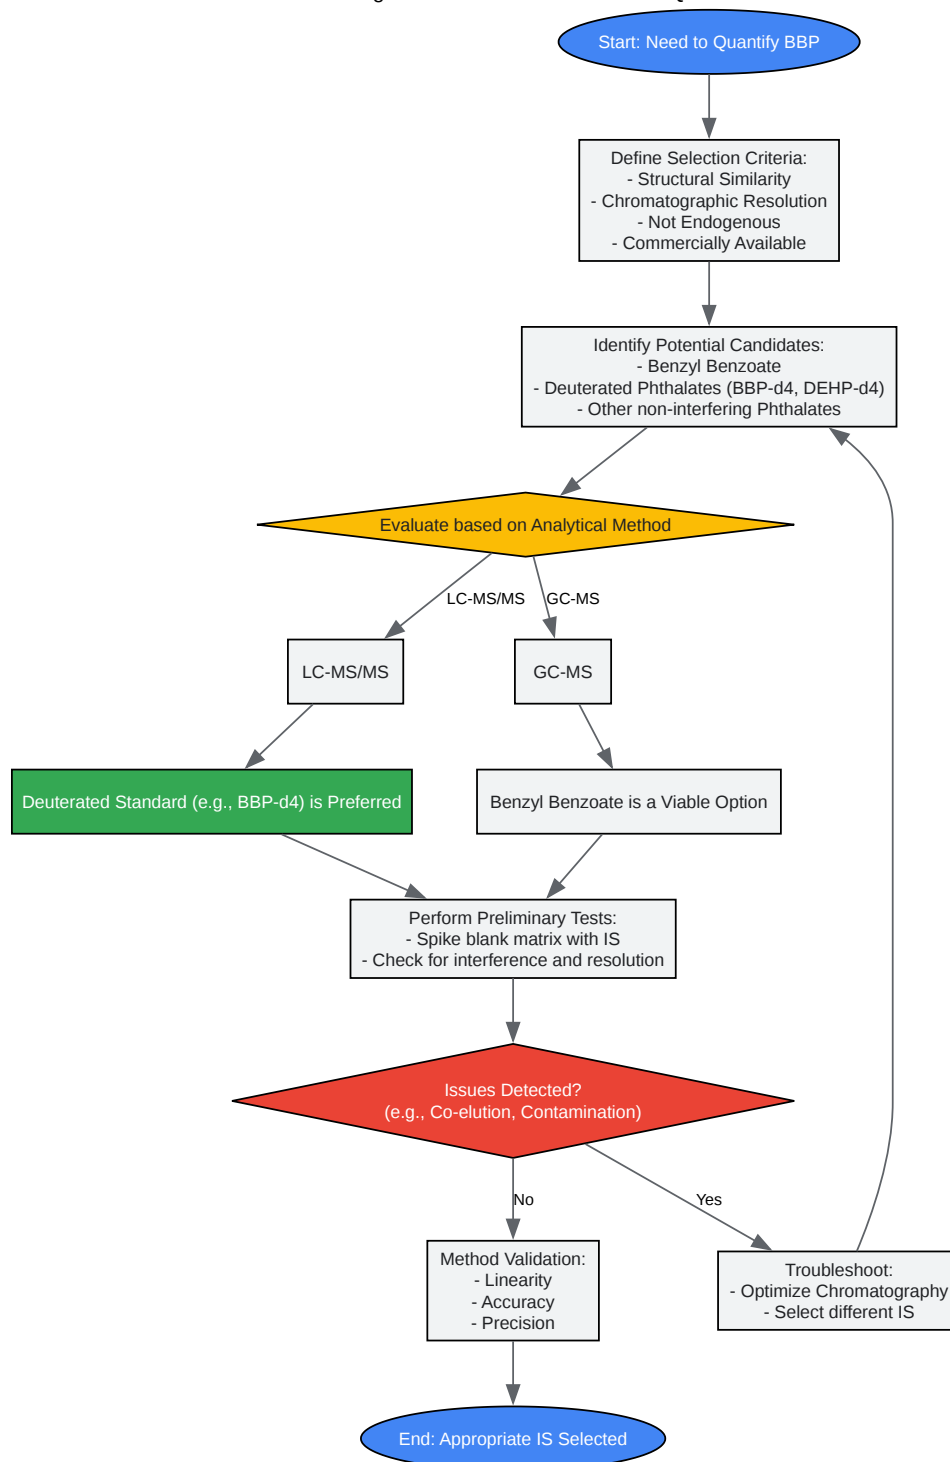 Start: Need to Quantify BBP
Define Selection Criteria:
- Structural Similarity
- Chromatographic Resolution
- Not Endogenous
- Commercially Available
Identify Potential Candidates:
- Benzyl Benzoate
- Deuterated Phthalates (BBP-d4, DEHP-d4)
- Other non-interfering Phthalates
Evaluate based on Analytical Method
LC-MS/MS
GC-MS
LC-MS/MS
GC-MS
Deuterated Standard (e.g., BBP-d4) is Preferred
Benzyl Benzoate is a Viable Option
Perform Preliminary Tests:
- Spike blank matrix with IS
- Check for interference and resolution
Issues Detected?
(e.g., Co-elution, Contamination)
No
Yes
Method Validation:
- Linearity
- Accuracy
- Precision
Troubleshoot:
- Optimize Chromatography
- Select different IS
End: Appropriate IS Selected